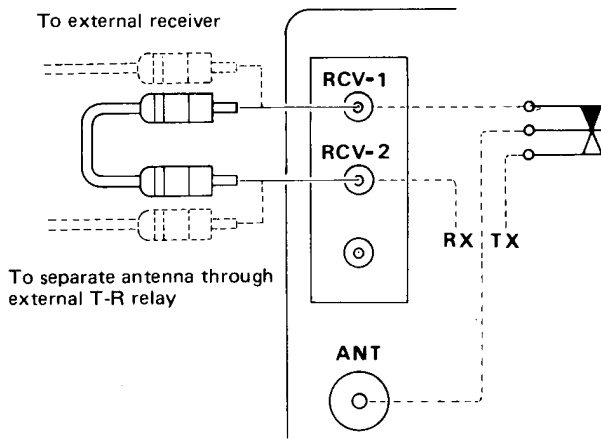 To external receiver
RCV-1
RCV-2
RX TX
To separate antenna through
external T-R relay
ANT